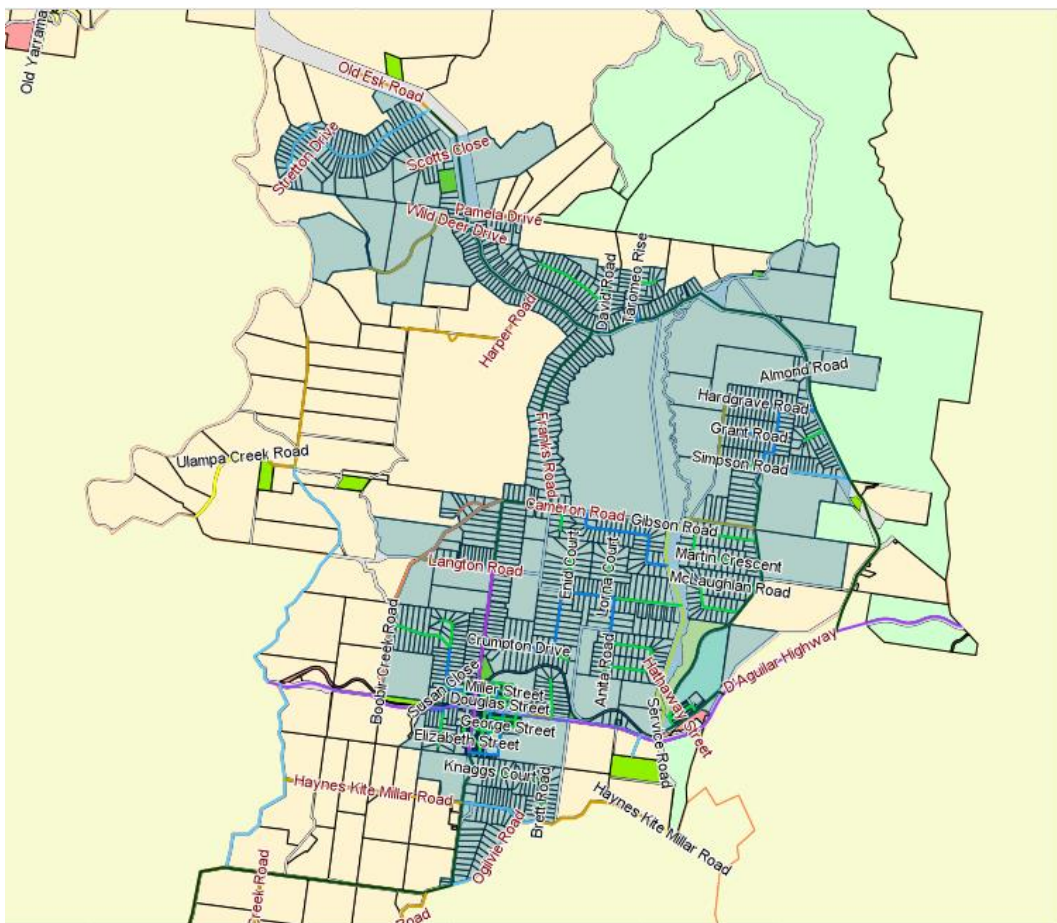 Old Yarrama
Old Esk Road
Stretton Drive
Scotts Close
Pamela Drive
Wild Deer Drive
David Road
Taromeo Rise
Harper Road
Almond Road
Hardgrave Road
Grant Road
Franks Road
Simpson Road
Ulampa Creek Road
Cameron Road
Gibson Road
Enid Court
Lorna Court
Martin Crescent
Langton Road
McLaughlan Road
Boobir Creek Road
Crumpton Drive
Anita Road
Hathaway Street
D'Aguilar Highway
Susan Close
Miller Street
Douglas Street
George Street
Elizabeth Street
Service Road
Knaggs Court
Brett Road
Haynes Kite Millar Road
Haynes Kite Millar Road
Ogilvie Road
Creek Road
Road